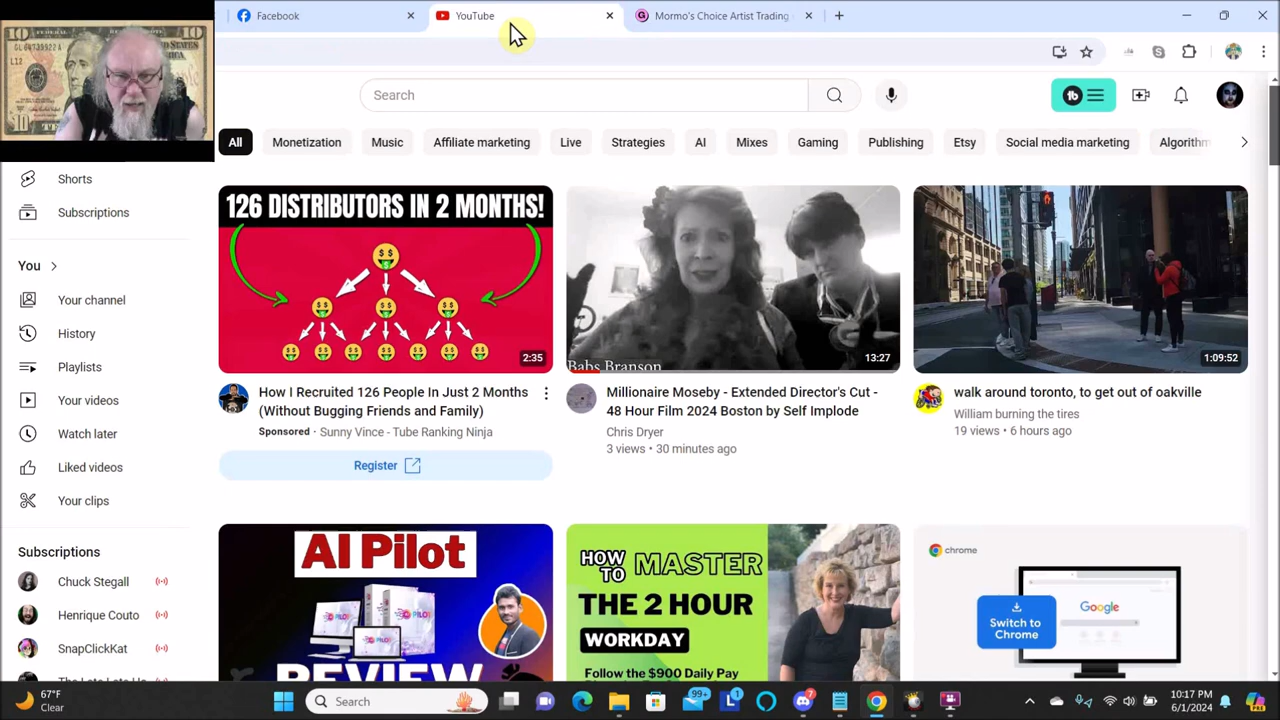 Facebook
YouTube
Mormo's Choice Artist Trading
Search
All
Monetization
Music
Affiliate marketing
Live
Strategies
AI
Mixes
Gaming
Publishing
Etsy
Social media marketing
Algorithm
Shorts
Subscriptions
You
Your channel
History
Playlists
Your videos
Watch later
Liked videos
Your clips
Subscriptions
Chuck Stegall
Henrique Couto
SnapClickKat
126 DISTRIBUTORS IN 2 MONTHS!
2:35
How I Recruited 126 People In Just 2 Months
(Without Bugging Friends and Family)
Sponsored · Sunny Vince - Tube Ranking Ninja
Register
Babs Branson
13:27
Millionaire Moseby - Extended Director's Cut -
48 Hour Film 2024 Boston by Self Implode
Chris Dryer
3 views • 30 minutes ago
1:09:52
walk around toronto, to get out of oakville
William burning the tires
19 views • 6 hours ago
AI Pilot
REVIEW
HOW TO MASTER
THE 2 HOUR
WORKDAY
Follow the $900 Daily Pay
chrome
Google
Switch to
Chrome
67°F
Clear
Search
99+
1
7
10:17 PM
6/1/2024